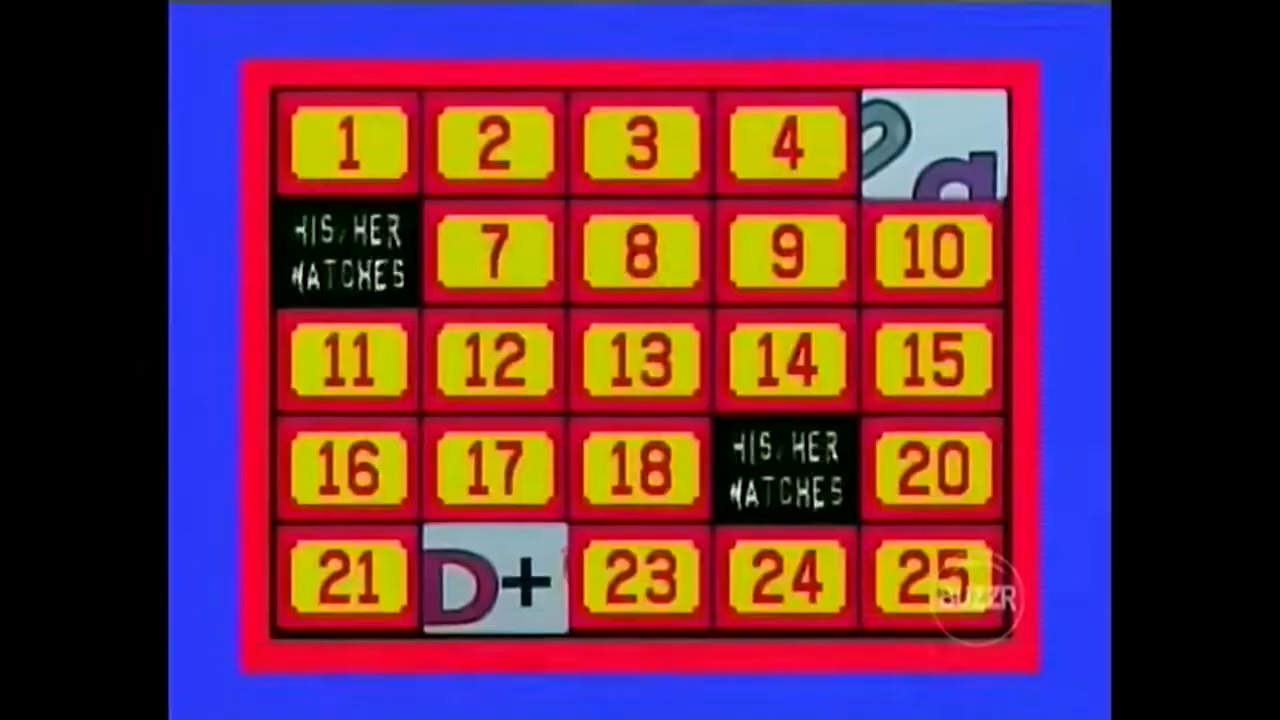 1 2 3 4 a
HIS/HER
WATCHES
7 8 9 10
11 12 13 14 15
16 17 18
HIS/HER
WATCHES
20
21 D+ 23 24 25
BUZZR